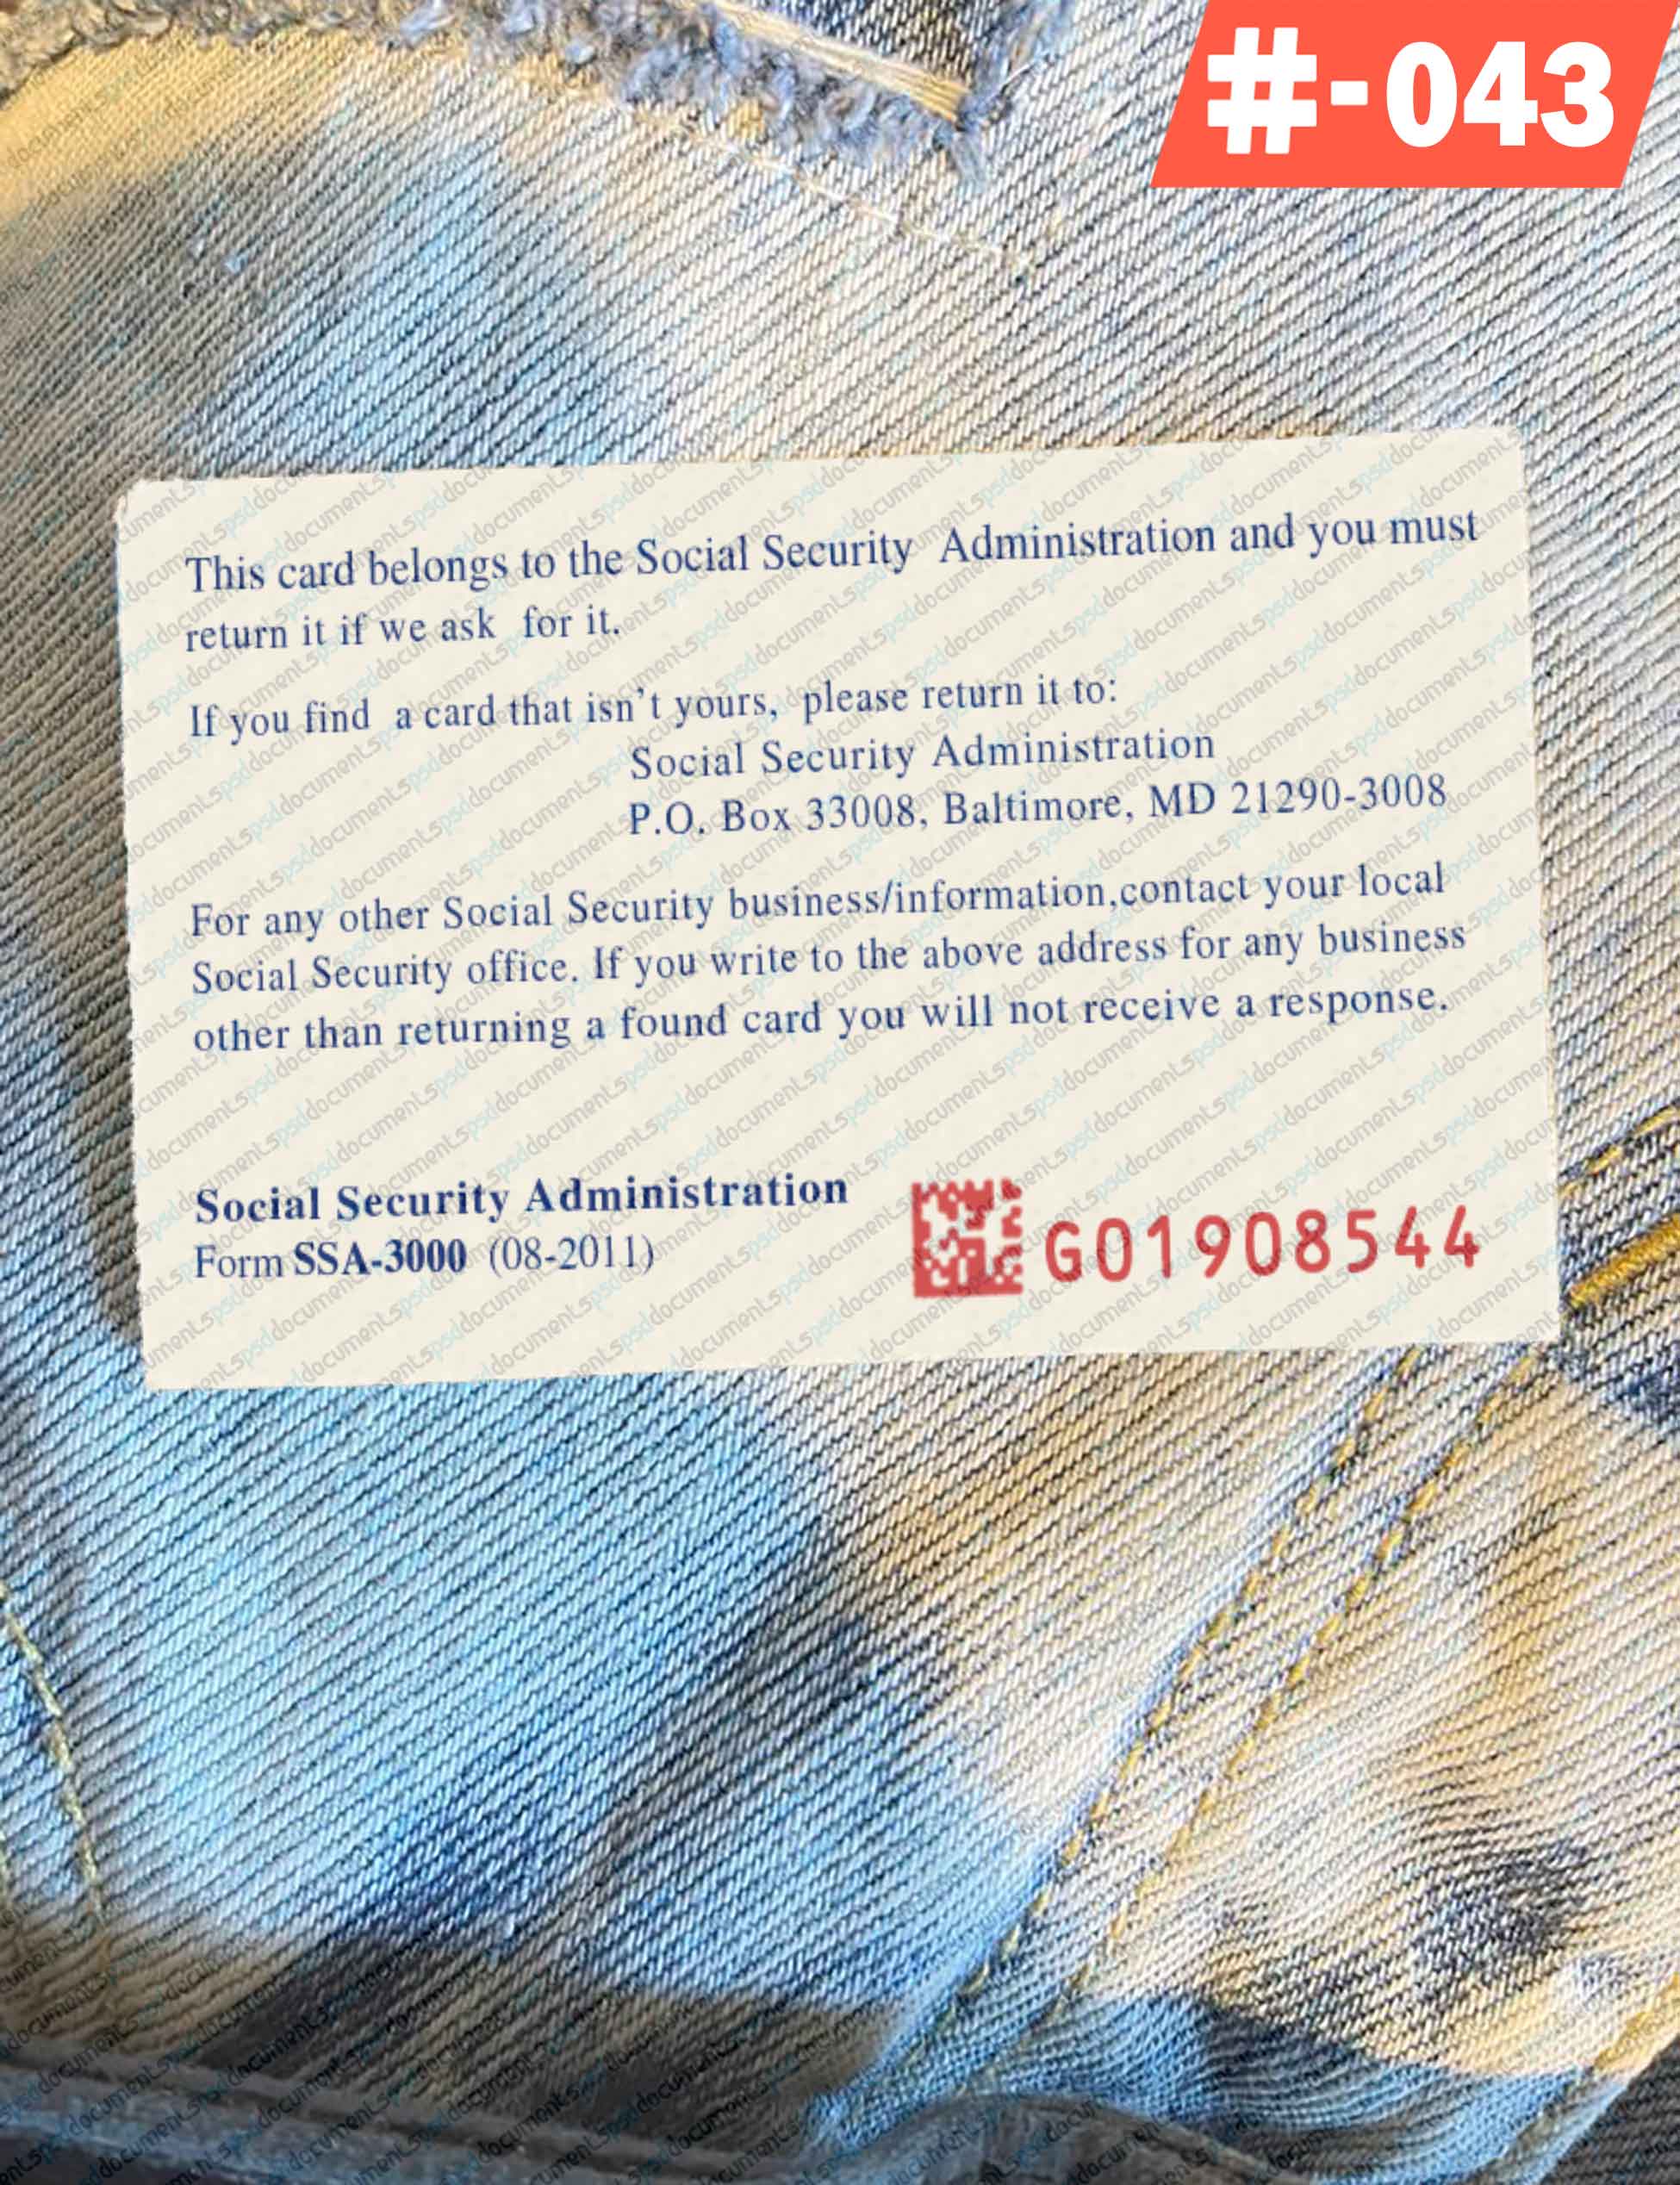 #-043
This card belongs to the Social Security Administration and you must
return it if we ask for it.
If you find a card that isn't yours, please return it to:
Social Security Administration
P.O. Box 33008, Baltimore, MD 21290-3008
For any other Social Security business/information,contact your local
Social Security office. If you write to the above address for any business
other than returning a found card you will not receive a response.
Social Security Administration
Form SSA-3000 (08-2011)
G01908544